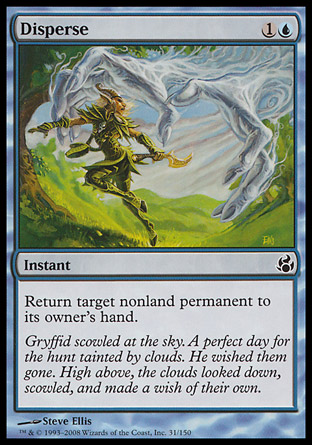 Disperse 1
Instant
Return target nonland permanent to
its owner's hand.
Gryffid scowled at the sky. A perfect day for
the hunt tainted by clouds. He wished them
gone. High above, the clouds looked down,
scowled, and made a wish of their own.
Steve Ellis
™ & © 1993–2008 Wizards of the Coast, Inc. 31/150